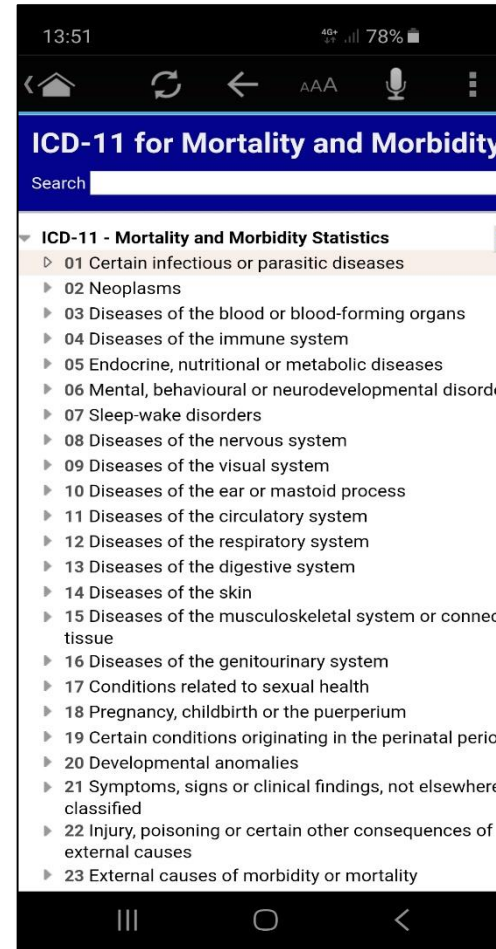 13:51 4G+ 78%
AAA
ICD-11 for Mortality and Morbidity
Search
ICD-11 - Mortality and Morbidity Statistics
01 Certain infectious or parasitic diseases
02 Neoplasms
03 Diseases of the blood or blood-forming organs
04 Diseases of the immune system
05 Endocrine, nutritional or metabolic diseases
06 Mental, behavioural or neurodevelopmental disorde
07 Sleep-wake disorders
08 Diseases of the nervous system
09 Diseases of the visual system
10 Diseases of the ear or mastoid process
11 Diseases of the circulatory system
12 Diseases of the respiratory system
13 Diseases of the digestive system
14 Diseases of the skin
15 Diseases of the musculoskeletal system or connec
tissue
16 Diseases of the genitourinary system
17 Conditions related to sexual health
18 Pregnancy, childbirth or the puerperium
19 Certain conditions originating in the perinatal perio
20 Developmental anomalies
21 Symptoms, signs or clinical findings, not elsewhere
classified
22 Injury, poisoning or certain other consequences of
external causes
23 External causes of morbidity or mortality